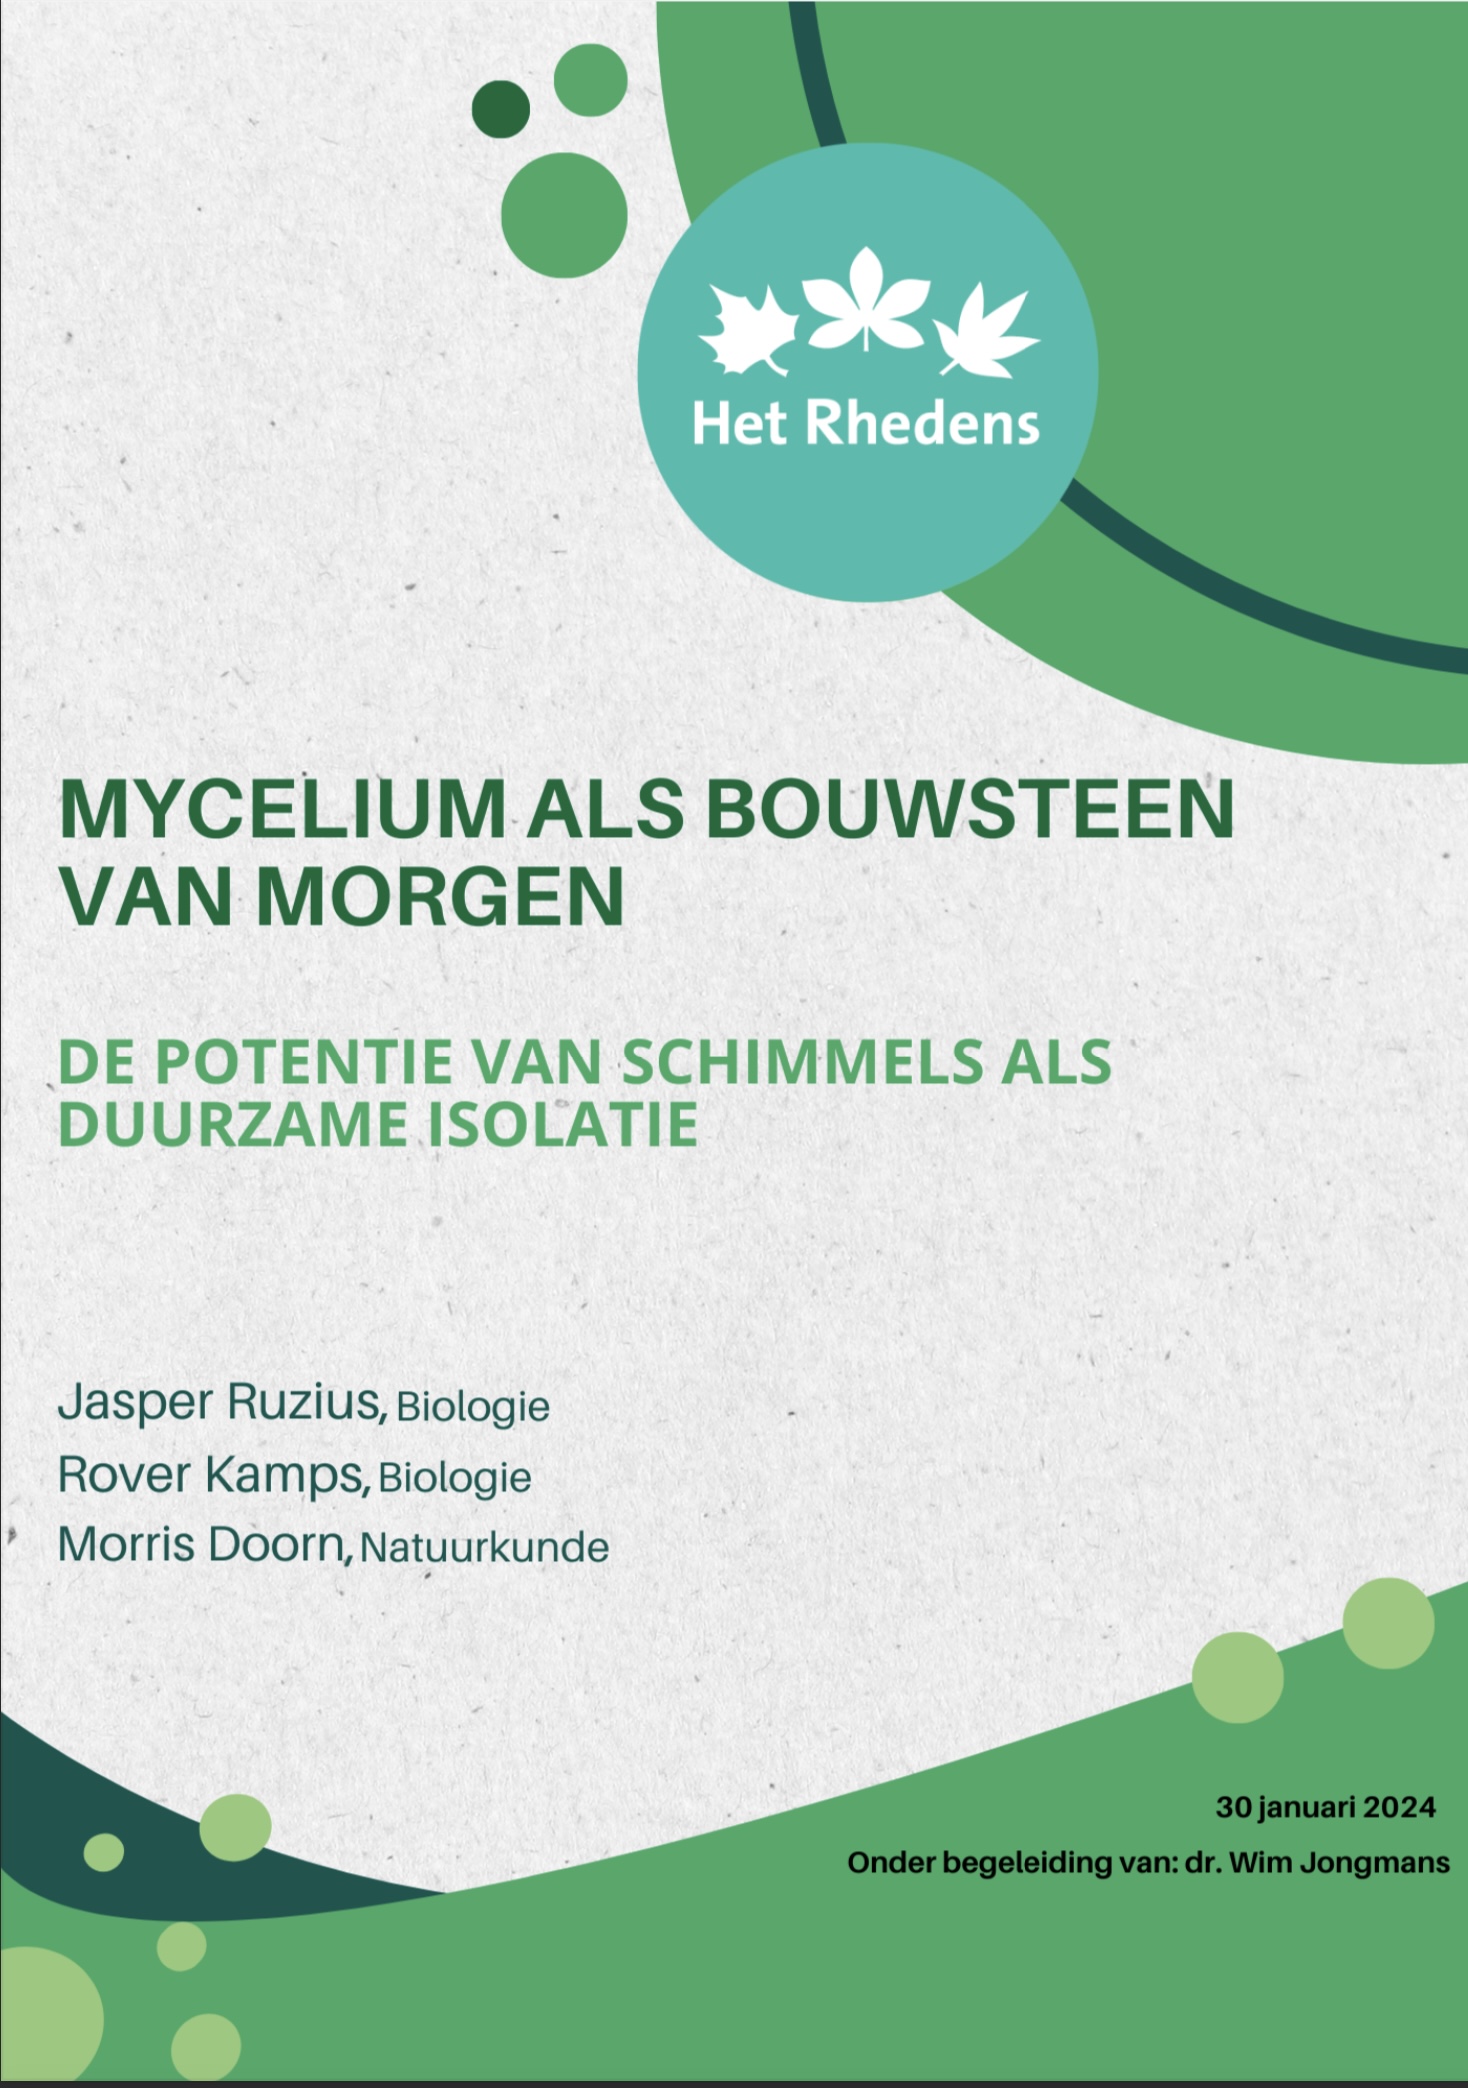 Het Rhedens
MYCELIUM ALS BOUWSTEEN
VAN MORGEN
DE POTENTIE VAN SCHIMMELS ALS
DUURZAME ISOLATIE
Jasper Ruzius, Biologie
Rover Kamps, Biologie
Morris Doorn, Natuurkunde
30 januari 2024
Onder begeleiding van: dr. Wim Jongmans